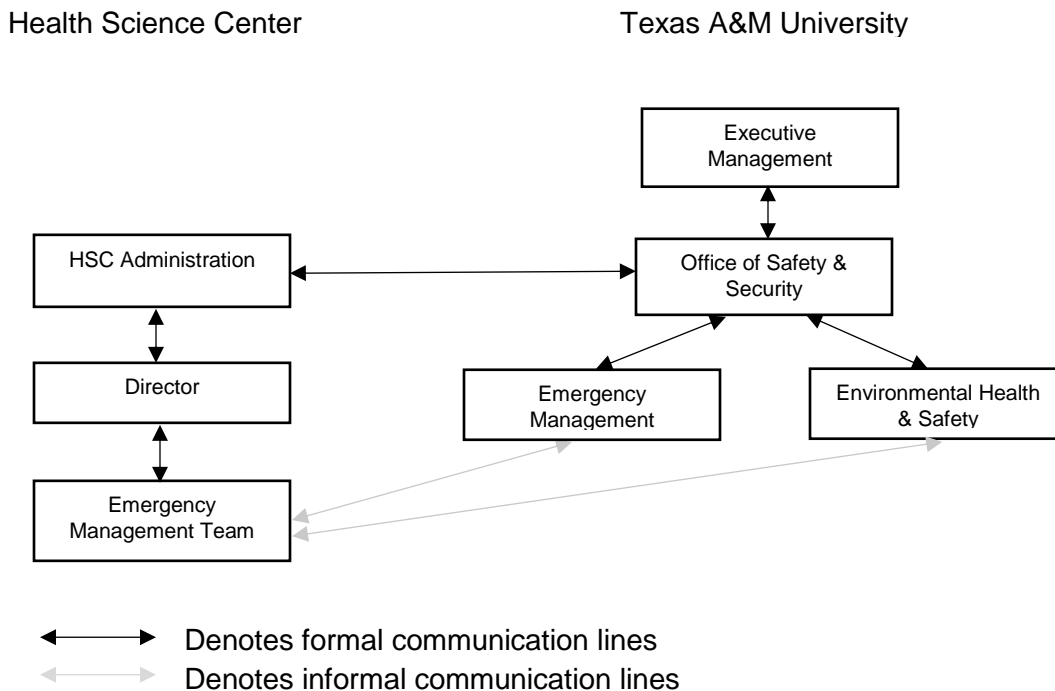 Health Science Center
Texas A&M University
Executive
Management
HSC Administration
Office of Safety &
Security
Director
Emergency
Management
Environmental Health
& Safety
Emergency
Management Team
Denotes formal communication lines
Denotes informal communication lines